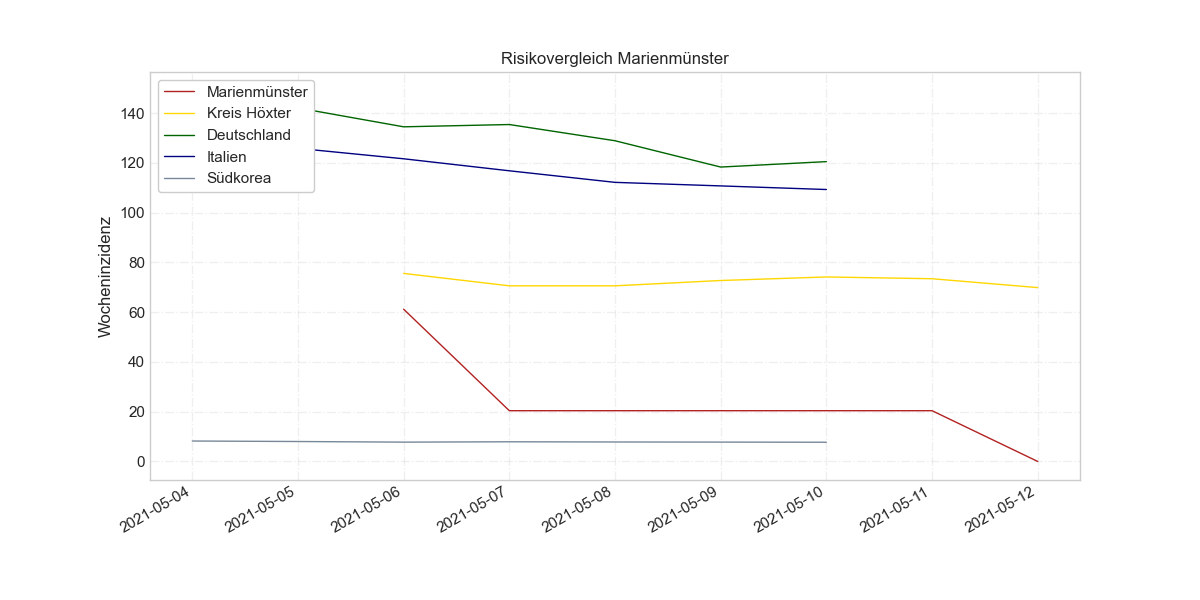 Risikovergleich Marienmünster
Marienmünster
Kreis Höxter
Deutschland
Italien
Südkorea
Wocheninzidenz
140
120
100
80
60
40
20
0
2021-05-04
2021-05-05
2021-05-06
2021-05-07
2021-05-08
2021-05-09
2021-05-10
2021-05-11
2021-05-12